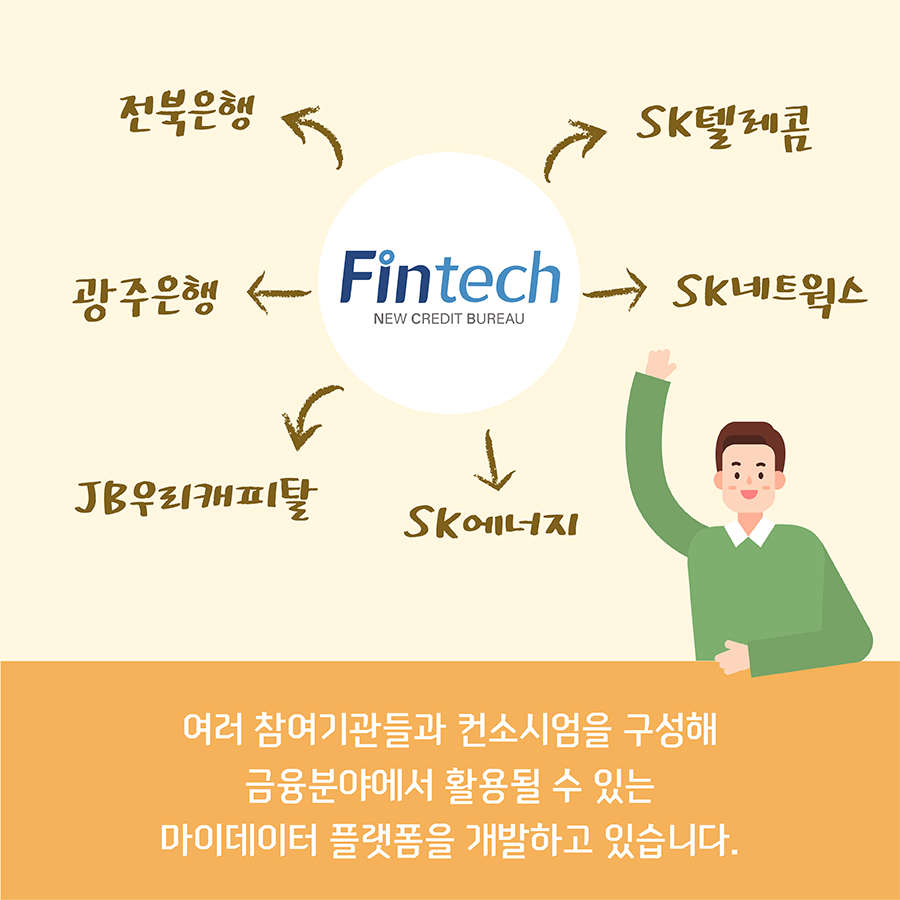 전북은행
SK텔레콤
Fintech
NEW CREDIT BUREAU
광주은행
SK네트웍스
JB우리캐피탈
SK에너지
여러 참여기관들과 컨소시엄을 구성해
금융분야에서 활용될 수 있는
마이데이터 플랫폼을 개발하고 있습니다.